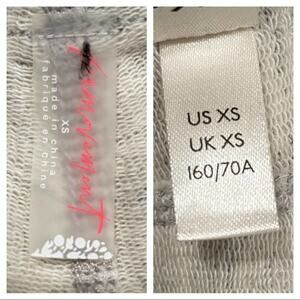 XS
made in china
fabriqué en chine
US XS
UK XS
160/70A